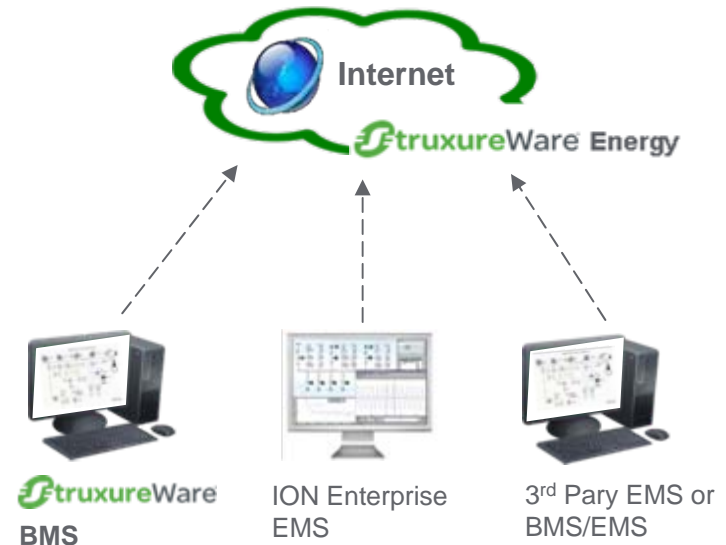 Internet
StruxureWare Energy
StruxureWare
BMS
ION Enterprise
EMS
3rd Pary EMS or
BMS/EMS